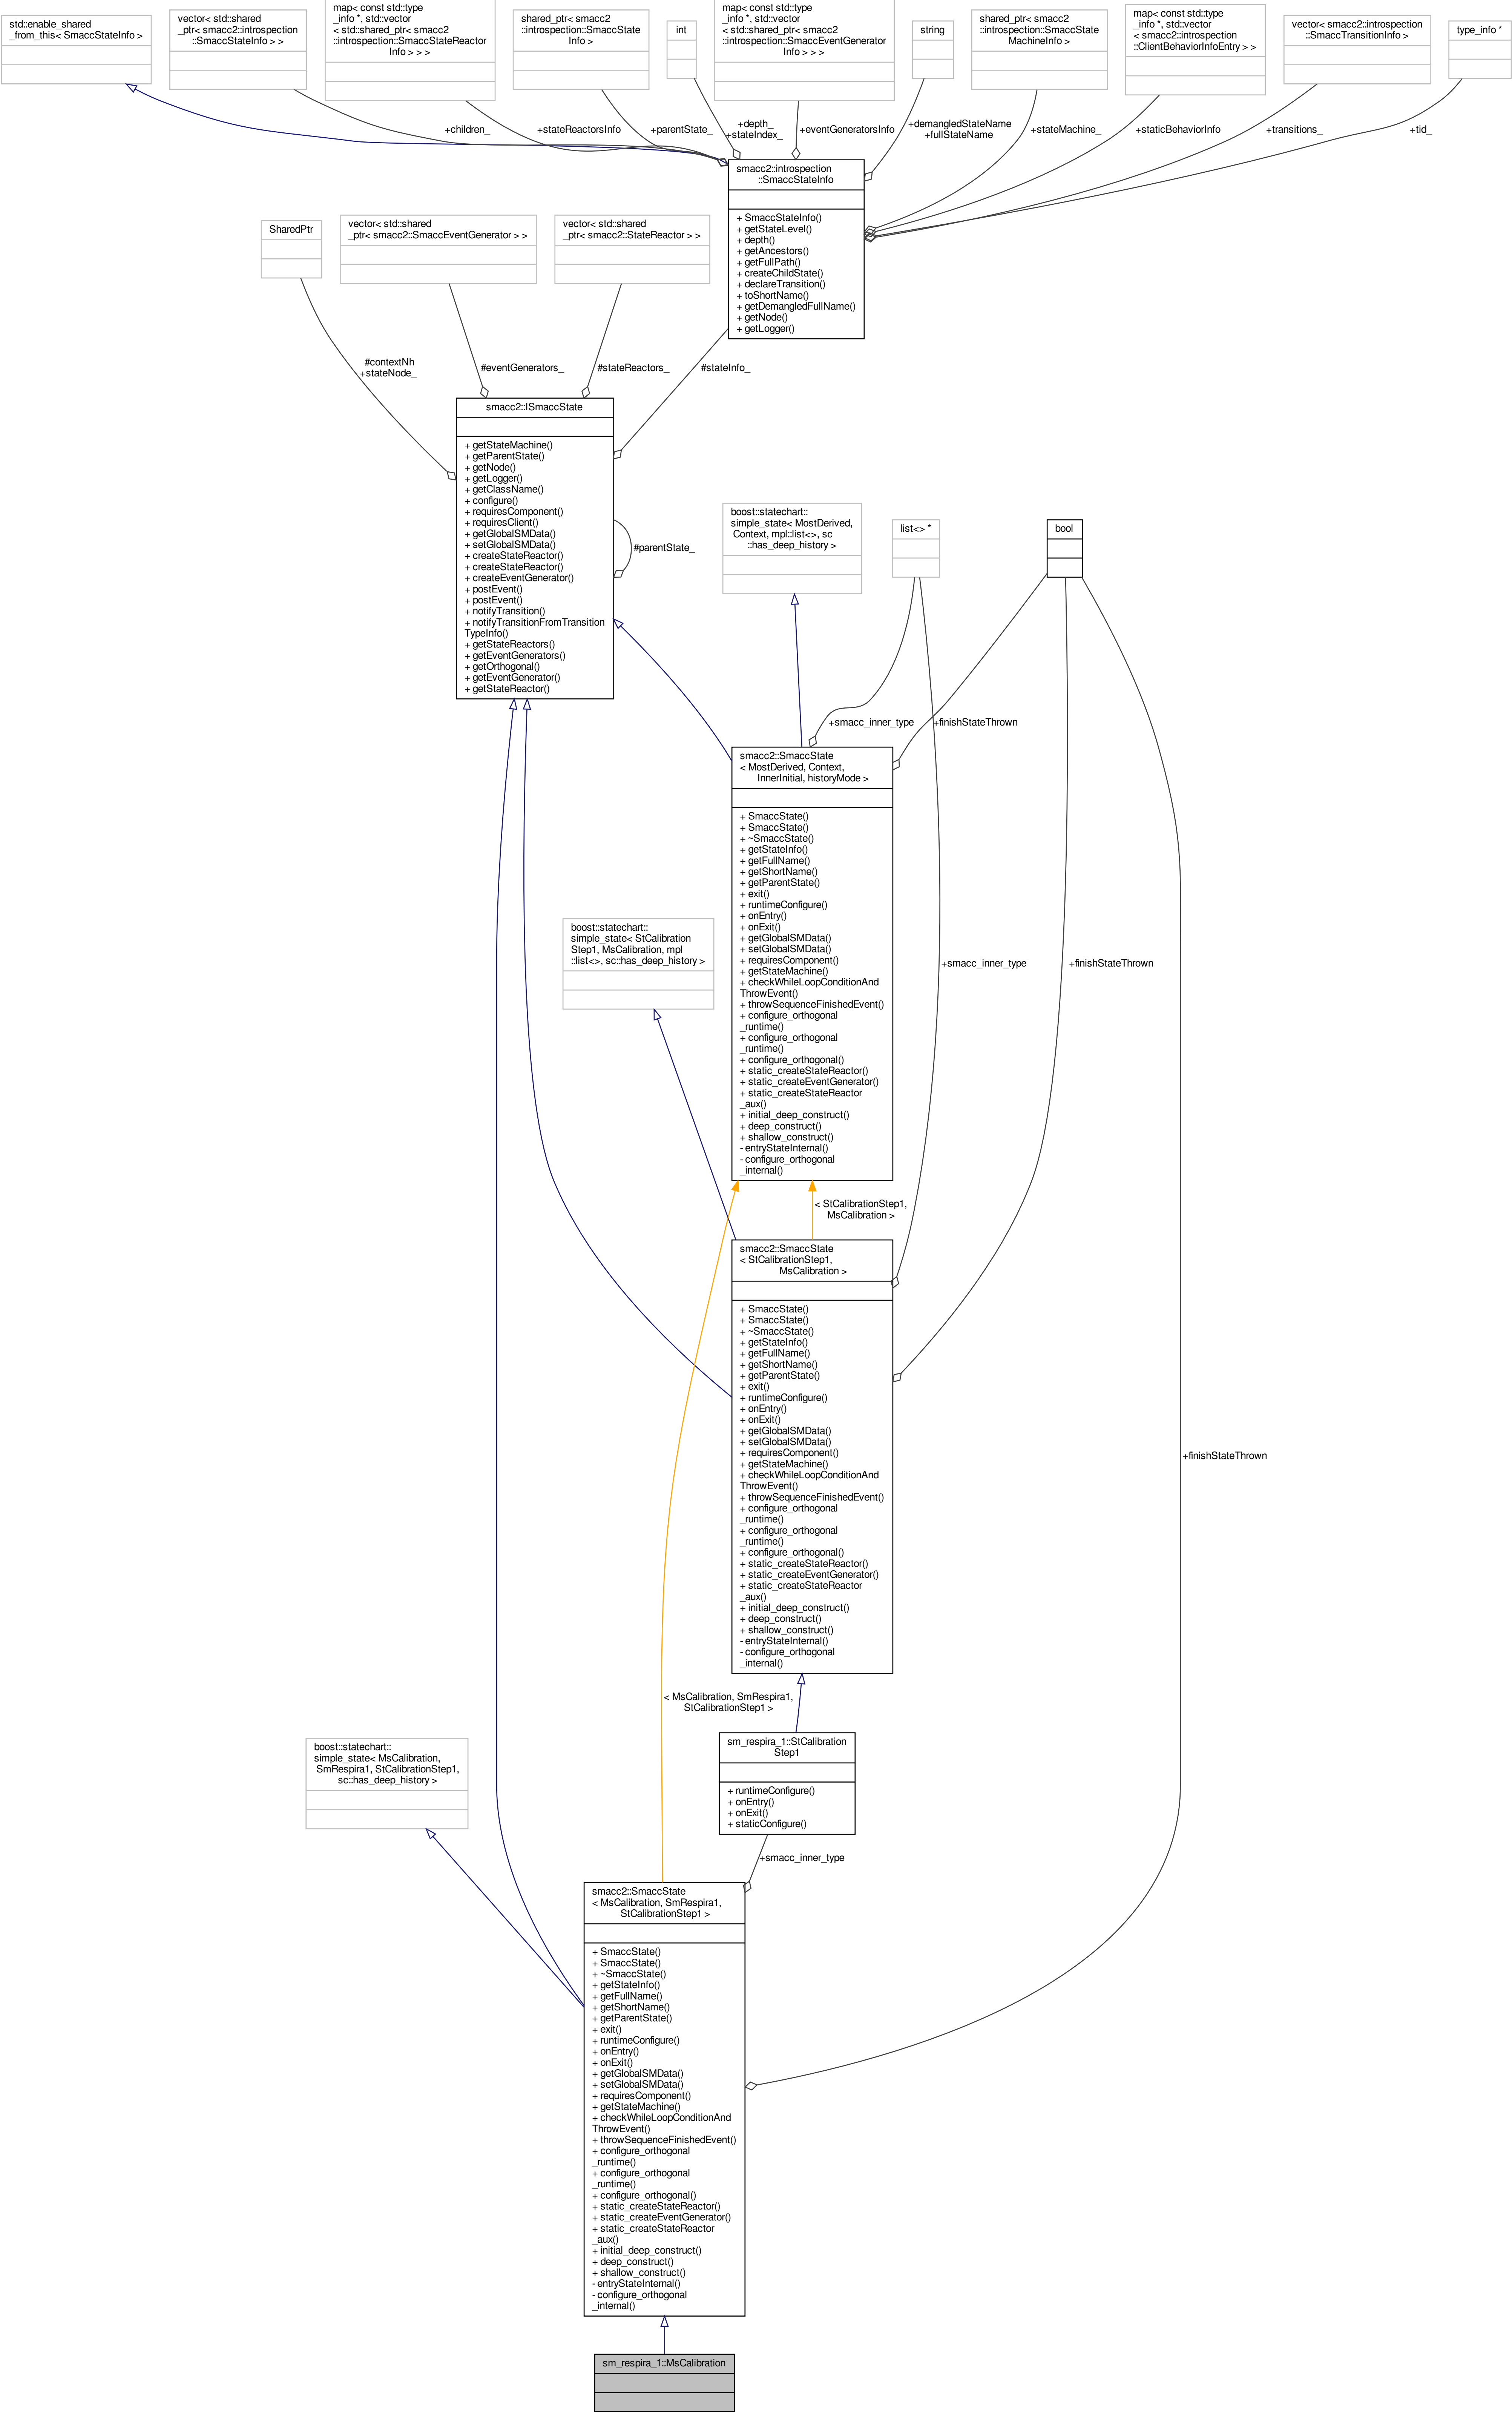 std::enable_shared
_from_this< SmaccStateInfo >
vector< std::shared
_ptr< smacc2::introspection
::SmaccStateInfo > >
map< const std::type
_info *, std::vector
< std::shared_ptr< smacc2
::introspection::SmaccStateReactor
Info > > >
shared_ptr< smacc2
::introspection::SmaccState
Info >
int
map< const std::type
_info *, std::vector
< std::shared_ptr< smacc2
::introspection::SmaccEventGenerator
Info > > >
string
shared_ptr< smacc2
::introspection::SmaccState
MachineInfo >
map< const std::type
_info *, std::vector
< smacc2::introspection
::ClientBehaviorInfoEntry > >
vector< smacc2::introspection
::SmaccTransitionInfo >
type_info *
+children_
+stateReactorsInfo
+parentState_
+depth_
+stateIndex_
+eventGeneratorsInfo
+demangledStateName
+fullStateName
+stateMachine_
+staticBehaviorInfo
+transitions_
+tid_
smacc2::introspection
::SmaccStateInfo
+ SmaccStateInfo()
+ getStateLevel()
+ depth()
+ getAncestors()
+ getFullPath()
+ createChildState()
+ declareTransition()
+ toShortName()
+ getDemangledFullName()
+ getNode()
+ getLogger()
SharedPtr
vector< std::shared
_ptr< smacc2::SmaccEventGenerator > >
vector< std::shared
_ptr< smacc2::StateReactor > >
#contextNh
+stateNode_
#eventGenerators_
#stateReactors_
#stateInfo_
smacc2::ISmaccState
+ getStateMachine()
+ getParentState()
+ getNode()
+ getLogger()
+ getClassName()
+ configure()
+ requiresComponent()
+ requiresClient()
+ getGlobalSMData()
+ setGlobalSMData()
+ createStateReactor()
+ createStateReactor()
+ createEventGenerator()
+ postEvent()
+ postEvent()
+ notifyTransition()
+ notifyTransitionFromTransition
TypeInfo()
+ getStateReactors()
+ getEventGenerators()
+ getOrthogonal()
+ getEventGenerator()
+ getStateReactor()
#parentState_
boost::statechart::
simple_state< MostDerived,
Context, mpl::list<>, sc
::has_deep_history >
list<> *
bool
+smacc_inner_type
+finishStateThrown
smacc2::SmaccState
< MostDerived, Context,
InnerInitial, historyMode >
+ SmaccState()
+ SmaccState()
+ ~SmaccState()
+ getStateInfo()
+ getFullName()
+ getShortName()
+ getParentState()
+ exit()
+ runtimeConfigure()
+ onEntry()
+ onExit()
+ getGlobalSMData()
+ setGlobalSMData()
+ requiresComponent()
+ getStateMachine()
+ checkWhileLoopConditionAnd
ThrowEvent()
+ throwSequenceFinishedEvent()
+ configure_orthogonal
_runtime()
+ configure_orthogonal
_runtime()
+ configure_orthogonal()
+ static_createStateReactor()
+ static_createEventGenerator()
+ static_createStateReactor
_aux()
+ initial_deep_construct()
+ deep_construct()
+ shallow_construct()
- entryStateInternal()
- configure_orthogonal
_internal()
boost::statechart::
simple_state< StCalibration
Step1, MsCalibration, mpl
::list<>, sc::has_deep_history >
+smacc_inner_type
+finishStateThrown
< StCalibrationStep1,
MsCalibration >
smacc2::SmaccState
< StCalibrationStep1,
MsCalibration >
+ SmaccState()
+ SmaccState()
+ ~SmaccState()
+ getStateInfo()
+ getFullName()
+ getShortName()
+ getParentState()
+ exit()
+ runtimeConfigure()
+ onEntry()
+ onExit()
+ getGlobalSMData()
+ setGlobalSMData()
+ requiresComponent()
+ getStateMachine()
+ checkWhileLoopConditionAnd
ThrowEvent()
+ throwSequenceFinishedEvent()
+ configure_orthogonal
_runtime()
+ configure_orthogonal
_runtime()
+ configure_orthogonal()
+ static_createStateReactor()
+ static_createEventGenerator()
+ static_createStateReactor
_aux()
+ initial_deep_construct()
+ deep_construct()
+ shallow_construct()
- entryStateInternal()
- configure_orthogonal
_internal()
+finishStateThrown
< MsCalibration, SmRespira1,
StCalibrationStep1 >
boost::statechart::
simple_state< MsCalibration,
SmRespira1, StCalibrationStep1,
sc::has_deep_history >
sm_respira_1::StCalibration
Step1
+ runtimeConfigure()
+ onEntry()
+ onExit()
+ staticConfigure()
+smacc_inner_type
smacc2::SmaccState
< MsCalibration, SmRespira1,
StCalibrationStep1 >
+ SmaccState()
+ SmaccState()
+ ~SmaccState()
+ getStateInfo()
+ getFullName()
+ getShortName()
+ getParentState()
+ exit()
+ runtimeConfigure()
+ onEntry()
+ onExit()
+ getGlobalSMData()
+ setGlobalSMData()
+ requiresComponent()
+ getStateMachine()
+ checkWhileLoopConditionAnd
ThrowEvent()
+ throwSequenceFinishedEvent()
+ configure_orthogonal
_runtime()
+ configure_orthogonal
_runtime()
+ configure_orthogonal()
+ static_createStateReactor()
+ static_createEventGenerator()
+ static_createStateReactor
_aux()
+ initial_deep_construct()
+ deep_construct()
+ shallow_construct()
- entryStateInternal()
- configure_orthogonal
_internal()
sm_respira_1::MsCalibration